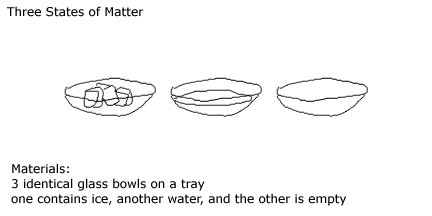 Three States of Matter
Materials:
3 identical glass bowls on a tray
one contains ice, another water, and the other is empty